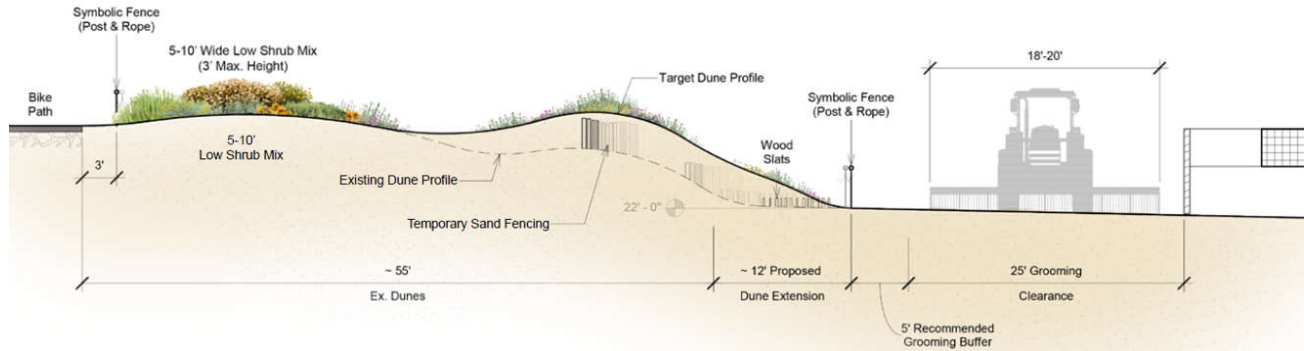 Symbolic Fence
(Post & Rope)
5-10' Wide Low Shrub Mix
(3' Max. Height)
18'-20'
Target Dune Profile
Bike
Path
Symbolic Fence
(Post & Rope)
5-10'
Low Shrub Mix
Wood
Slats
3'
Existing Dune Profile
22' - 0"
Temporary Sand Fencing
~ 55'
~ 12' Proposed
25' Grooming
Ex. Dunes
Dune Extension
Clearance
5' Recommended
Grooming Buffer